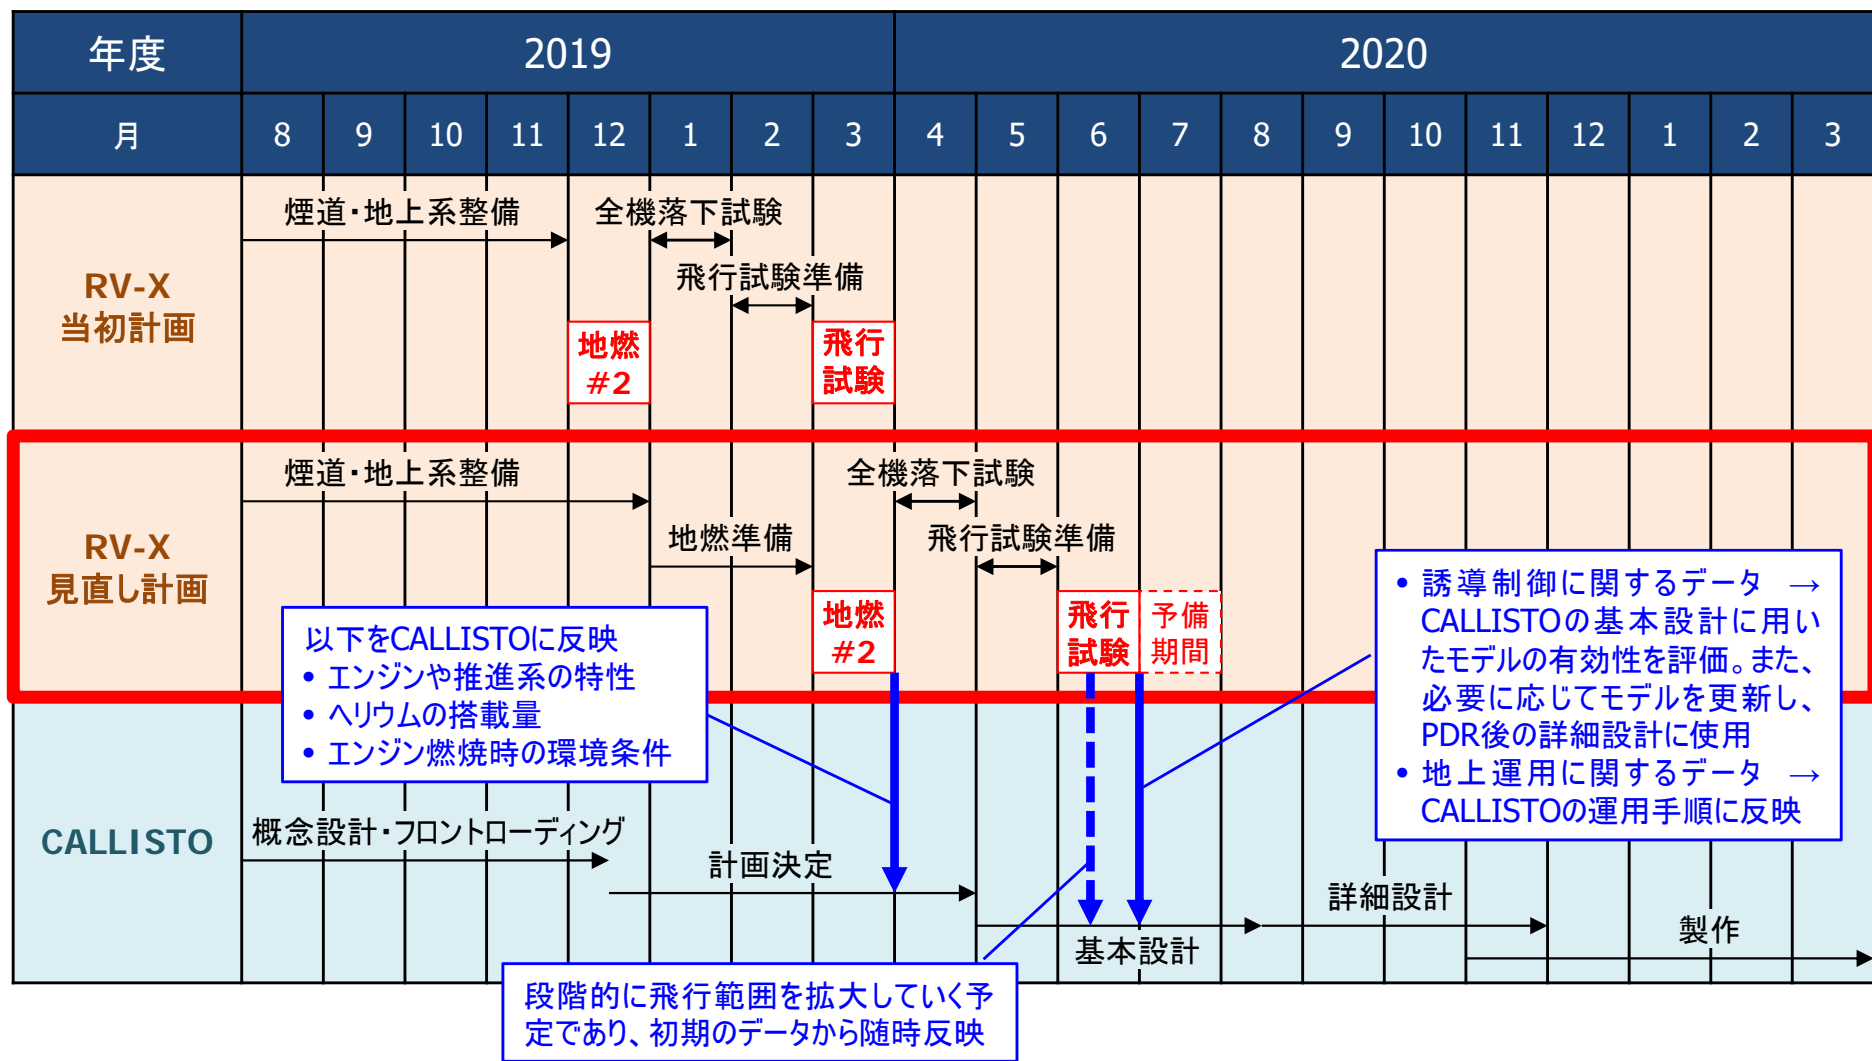 年度 2019 2020
月 8 9 10 11 12 1 2 3 4 5 6 7 8 9 10 11 12 1 2 3
RV-X
当初計画
煙道・地上系整備
全機落下試験
飛行試験準備
地燃
#2
飛行
試験
RV-X
見直し計画
煙道・地上系整備
全機落下試験
地燃準備
飛行試験準備
地燃
#2
飛行
試験
予備
期間
以下をCALLISTOに反映
• エンジンや推進系の特性
• ヘリウムの搭載量
• エンジン燃焼時の環境条件
• 誘導制御に関するデータ →
CALLISTOの基本設計に用い
たモデルの有効性を評価。また、
必要に応じてモデルを更新し、
PDR後の詳細設計に使用
• 地上運用に関するデータ →
CALLISTOの運用手順に反映
CALLISTO
概念設計・フロントローディング
計画決定
基本設計
詳細設計
製作
段階的に飛行範囲を拡大していく予
定であり、初期のデータから随時反映